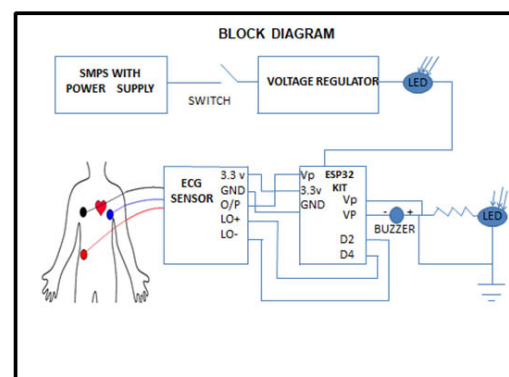 BLOCK DIAGRAM
SMPS WITH
POWER SUPPLY
SWITCH
VOLTAGE REGULATOR
LED
ECG
SENSOR
3.3 v
GND
O/P
LO+
LO-
ESP32
KIT
Vp
3.3v
GND
Vp
VP
D2
D4
- +
BUZZER
LED